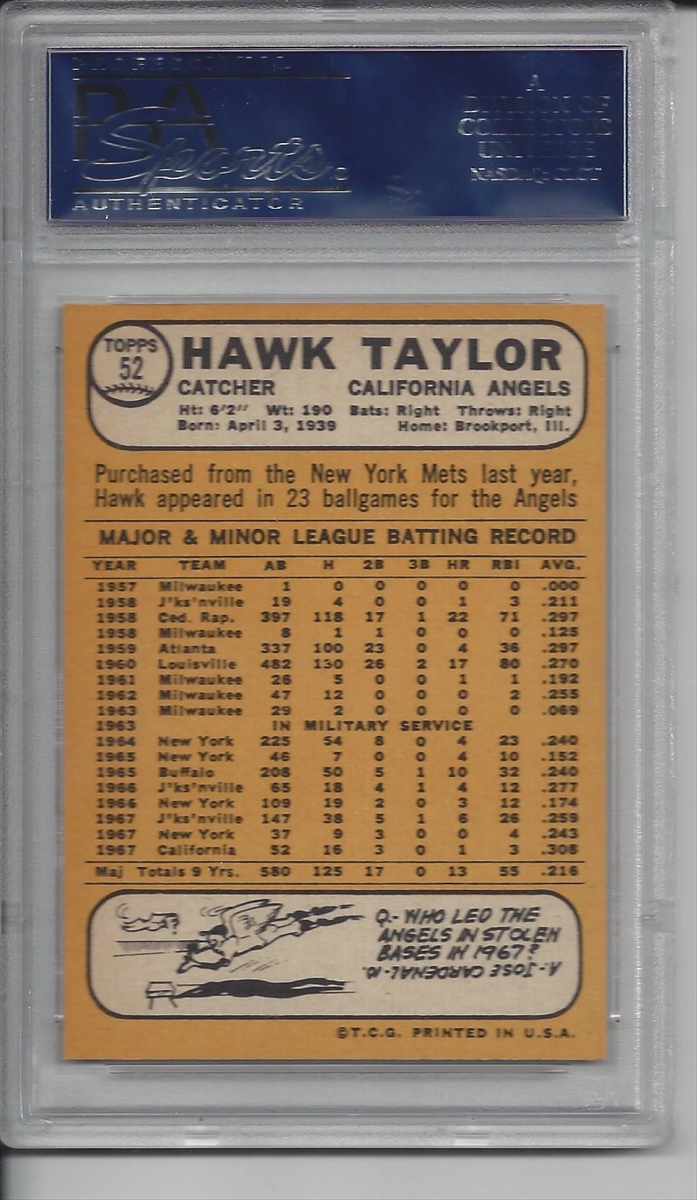 PROFESSIONAL
PSA
Sports
AUTHENTICATOR
A
DIVISION OF
COLLECTORS
UNIVERSE
NASDAQ: CLCT
TOPPS
52
HAWK TAYLOR
CATCHER CALIFORNIA ANGELS
Ht: 6'2" Wt: 190 Bats: Right Throws: Right
Born: April 3, 1939 Home: Brookport, Ill.
Purchased from the New York Mets last year,
Hawk appeared in 23 ballgames for the Angels
MAJOR & MINOR LEAGUE BATTING RECORD
YEAR TEAM AB H 2B 3B HR RBI AVG.
1957 Milwaukee 1 0 0 0 0 0 .000
1958 J'ks'nville 19 4 0 0 1 3 .211
1958 Ced. Rap. 397 118 17 1 22 71 .297
1958 Milwaukee 8 1 1 0 0 0 .125
1959 Atlanta 337 100 23 0 4 36 .297
1960 Louisville 482 130 26 2 17 80 .270
1961 Milwaukee 26 5 0 0 1 1 .192
1962 Milwaukee 47 12 0 0 0 2 .255
1963 Milwaukee 29 2 0 0 0 0 .069
1963 IN MILITARY SERVICE
1964 New York 225 54 8 0 4 23 .240
1965 New York 46 7 0 0 4 10 .152
1965 Buffalo 208 50 5 1 10 32 .240
1966 J'ks'nville 65 18 4 1 4 12 .277
1966 New York 109 19 2 0 3 12 .174
1967 J'ks'nville 147 38 5 1 6 26 .259
1967 New York 37 9 3 0 0 4 .243
1967 California 52 16 3 0 1 3 .308
Maj Totals 9 Yrs. 580 125 17 0 13 55 .216
Q.- WHO LED THE
ANGELS IN STOLEN
BASES IN 1967?
A- JOSE CARDENAL-40.
©T.C.G. PRINTED IN U.S.A.